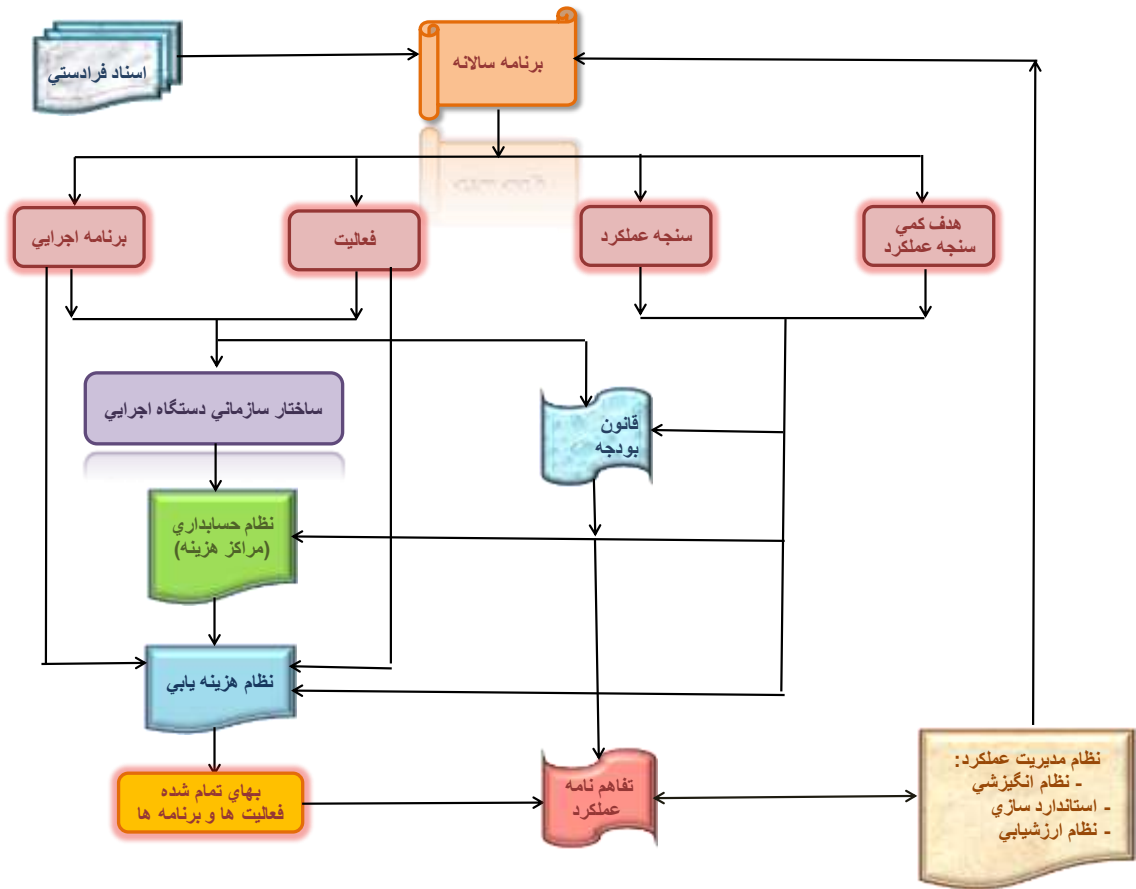 برنامه سالانه
اسناد فرادستي
هدف كمي
سنجه عملكرد
سنجه عملكرد
فعاليت
برنامه اجرايي
ساختار سازماني دستگاه اجرايي
قانون
بودجه
نظام حسابداري
(مراكز هزينه)
نظام هزينه يابي
بهاي تمام شده
فعاليت ها و برنامه ها
تفاهم نامه
عملكرد
نظام مديريت عملكرد:
- نظام انگيزشي
- استاندارد سازي
- نظام ارزشيابي